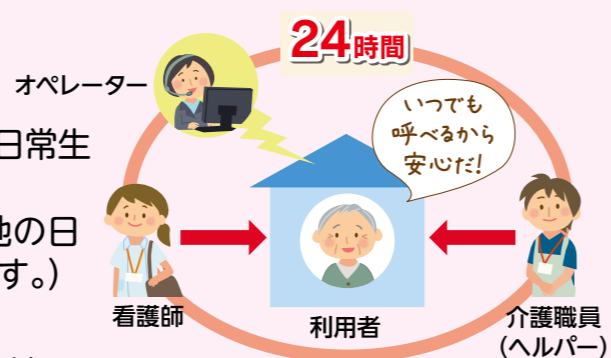 24時間
オペレーター
いつでも
呼べるから
安心だ!
日常生
他の日
す。)
看護師
利用者
介護職員
(ヘルパー)